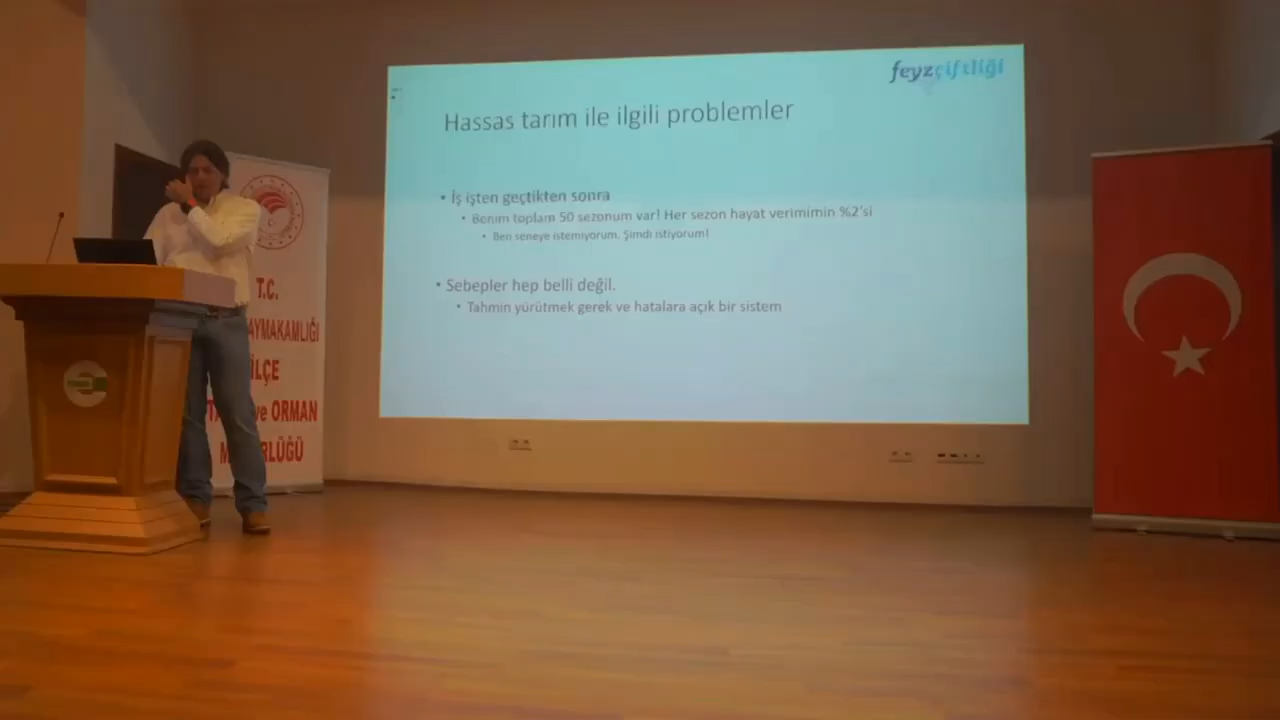 feyzçiftliği
Hassas tarım ile ilgili problemler
• İş işten geçtikten sonra
• Benim toplam 50 sezonum var! Her sezon hayat verimimin %2'si
• Ben seneye istemiyorum. Şimdi istiyorum!
• Sebepler hep belli değil.
• Tahmin yürütmek gerek ve hatalara açık bir sistem
T.C.
AYMAKAMLIĞI
İLÇE
ve ORMAN
RLÜĞÜ